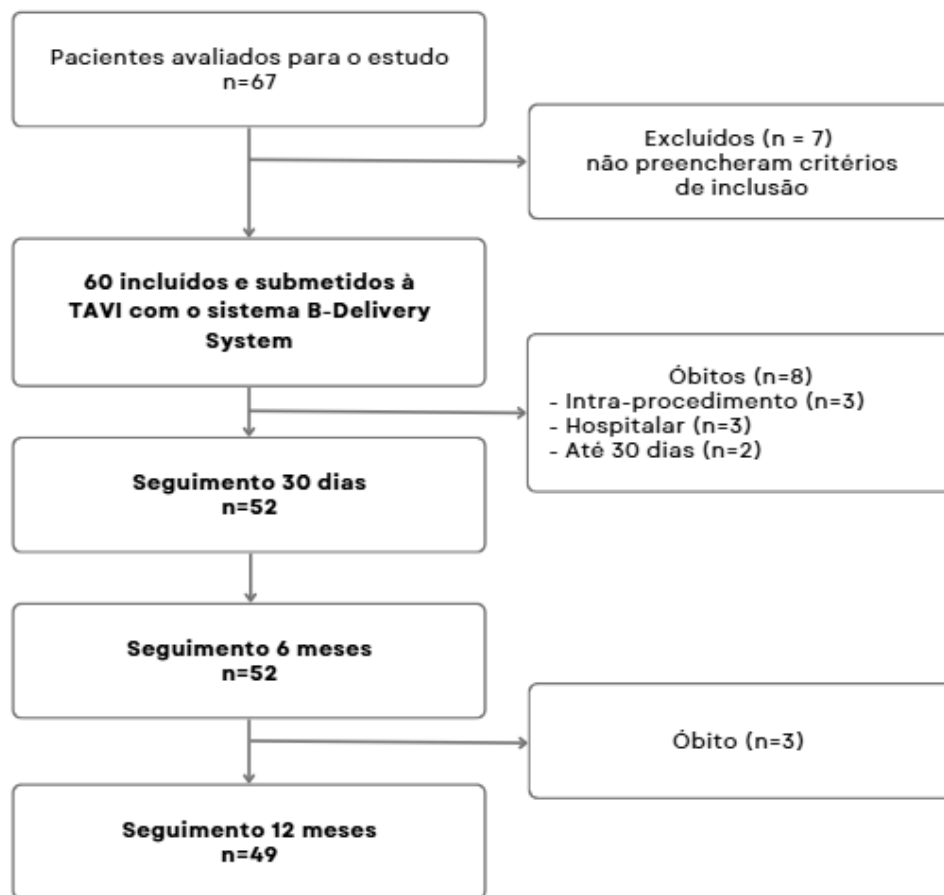 Pacientes avaliados para o estudo
n=67
Excluídos (n = 7)
não preencheram critérios
de inclusão
60 incluídos e submetidos à
TAVI com o sistema B-Delivery
System
Óbitos (n=8)
- Intra-procedimento (n=3)
- Hospitalar (n=3)
- Até 30 dias (n=2)
Seguimento 30 dias
n=52
Seguimento 6 meses
n=52
Óbito (n=3)
Seguimento 12 meses
n=49